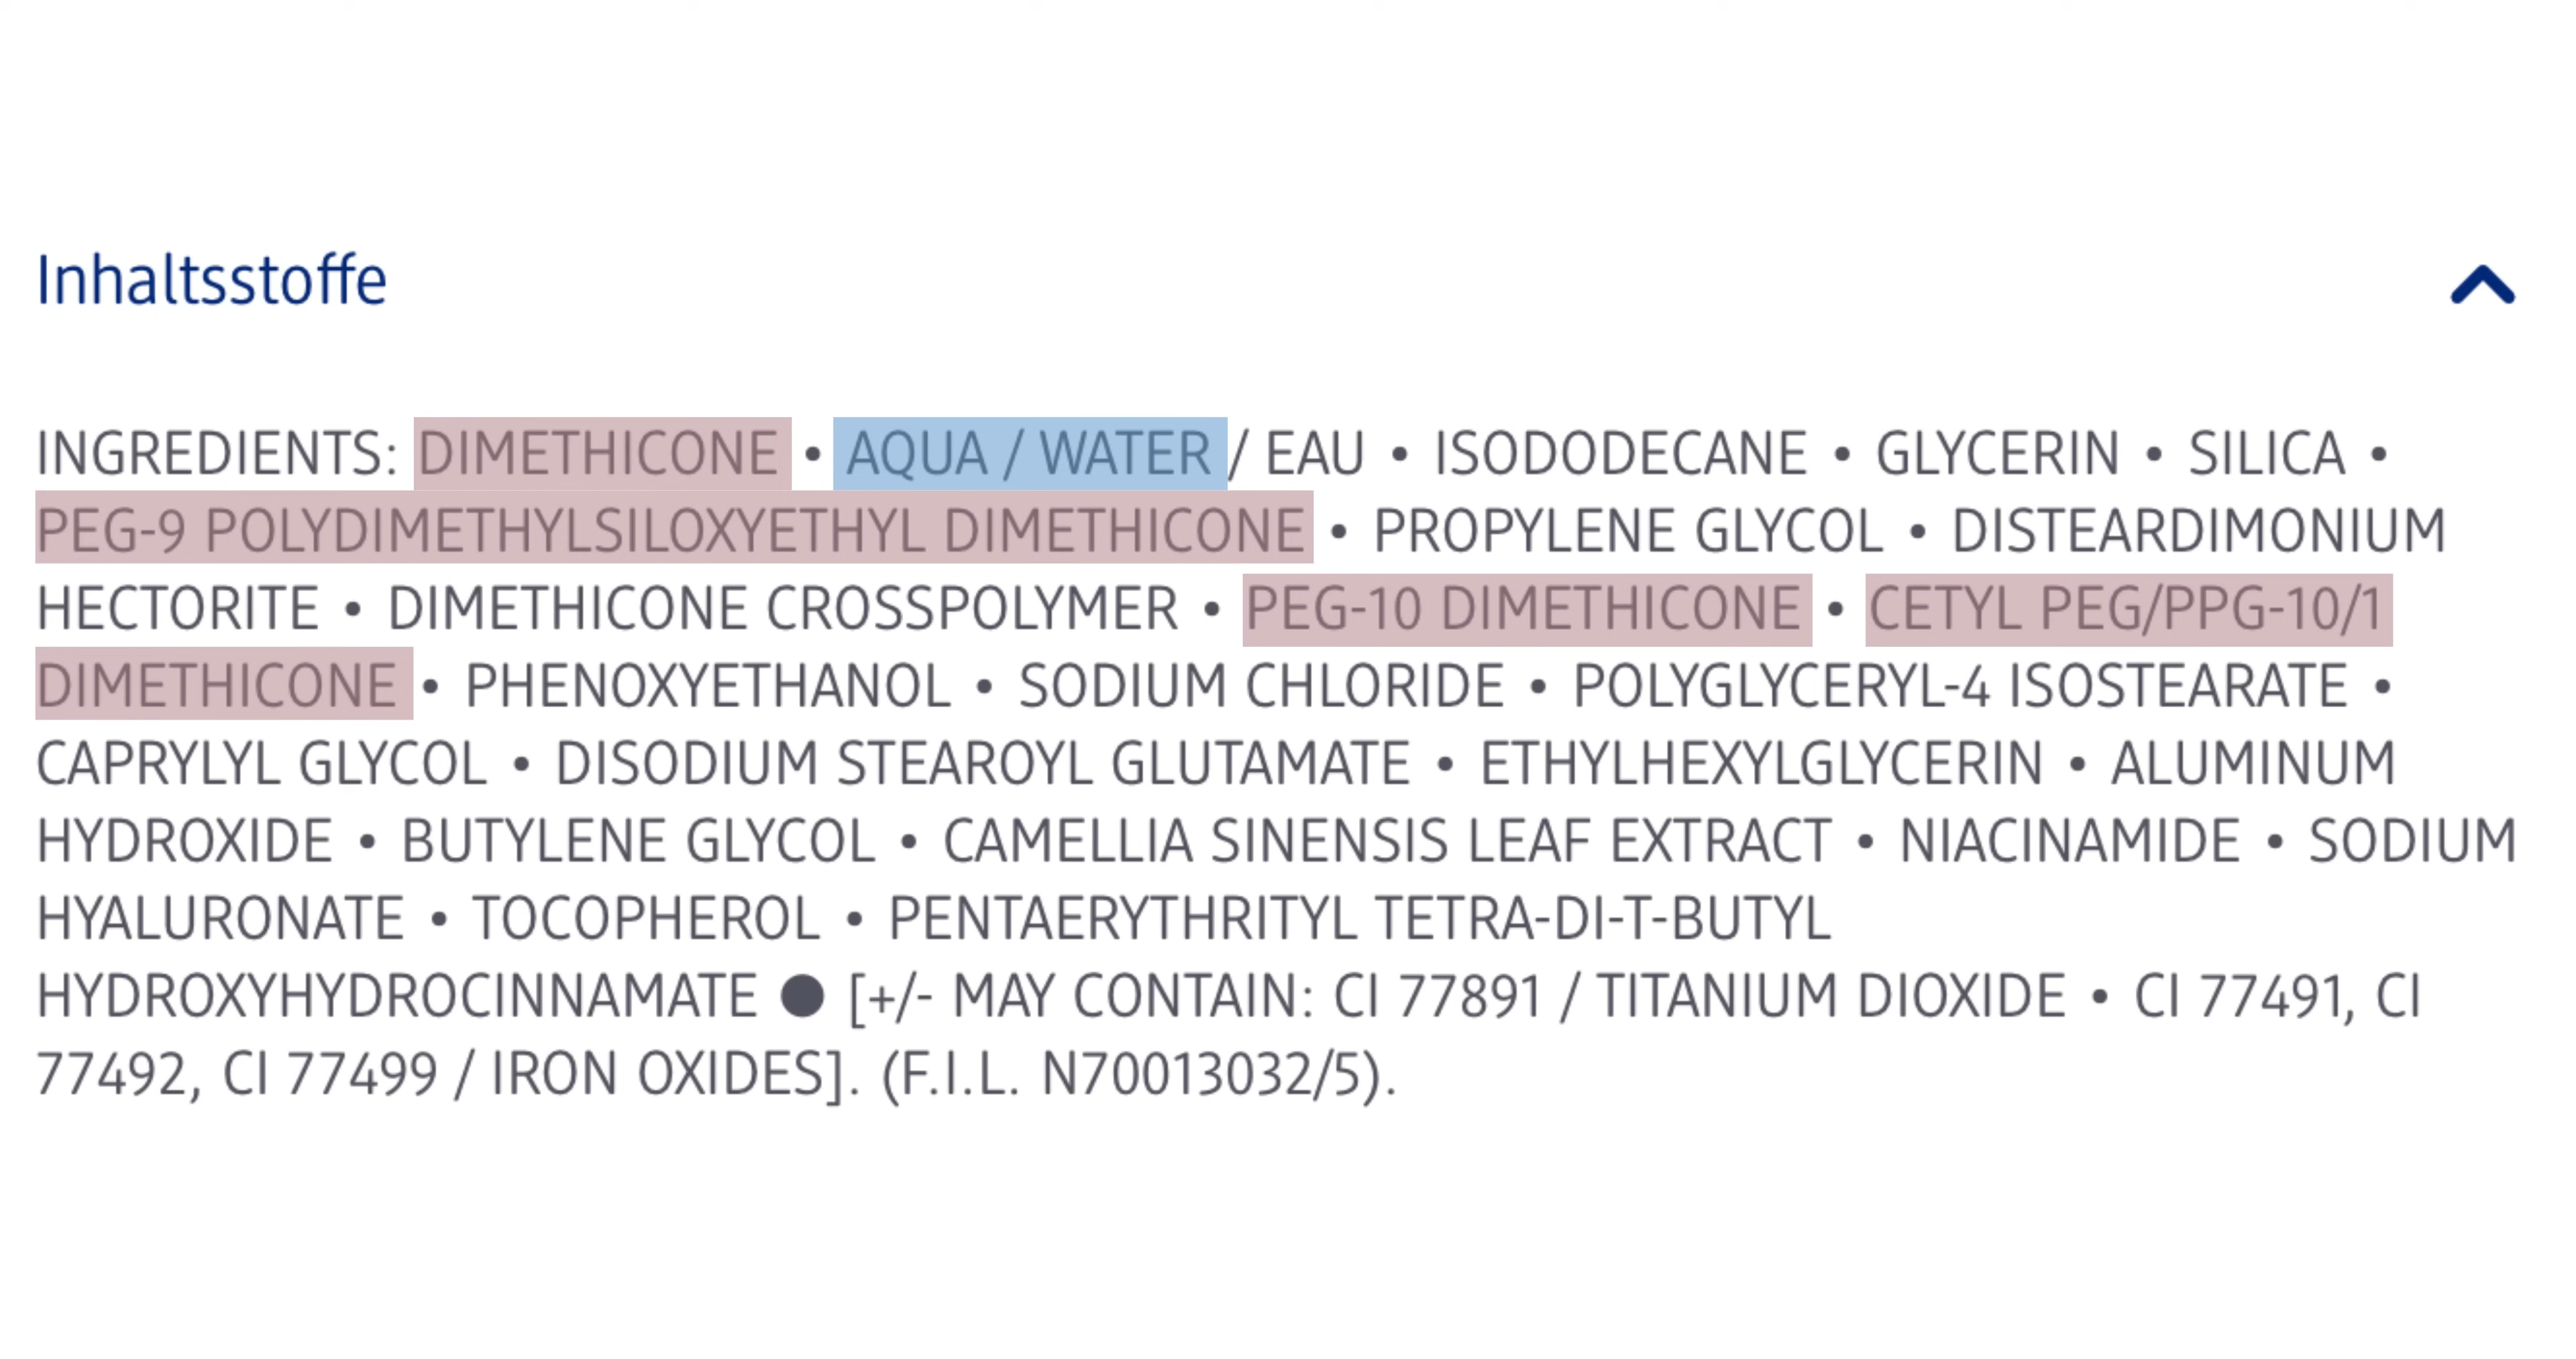 Inhaltsstoffe
INGREDIENTS: DIMETHICONE • AQUA / WATER / EAU • ISODODECANE • GLYCERIN • SILICA •
PEG-9 POLYDIMETHYLSILOXYETHYL DIMETHICONE • PROPYLENE GLYCOL • DISTEARDIMONIUM
HECTORITE • DIMETHICONE CROSSPOLYMER • PEG-10 DIMETHICONE • CETYL PEG/PPG-10/1
DIMETHICONE • PHENOXYETHANOL • SODIUM CHLORIDE • POLYGLYCERYL-4 ISOSTEARATE •
CAPRYLYL GLYCOL • DISODIUM STEAROYL GLUTAMATE • ETHYLHEXYLGLYCERIN • ALUMINUM
HYDROXIDE • BUTYLENE GLYCOL • CAMELLIA SINENSIS LEAF EXTRACT • NIACINAMIDE • SODIUM
HYALURONATE • TOCOPHEROL • PENTAERYTHRITYL TETRA-DI-T-BUTYL
HYDROXYHYDROCINNAMATE ● [+/- MAY CONTAIN: CI 77891 / TITANIUM DIOXIDE • CI 77491, CI
77492, CI 77499 / IRON OXIDES]. (F.I.L. N70013032/5).